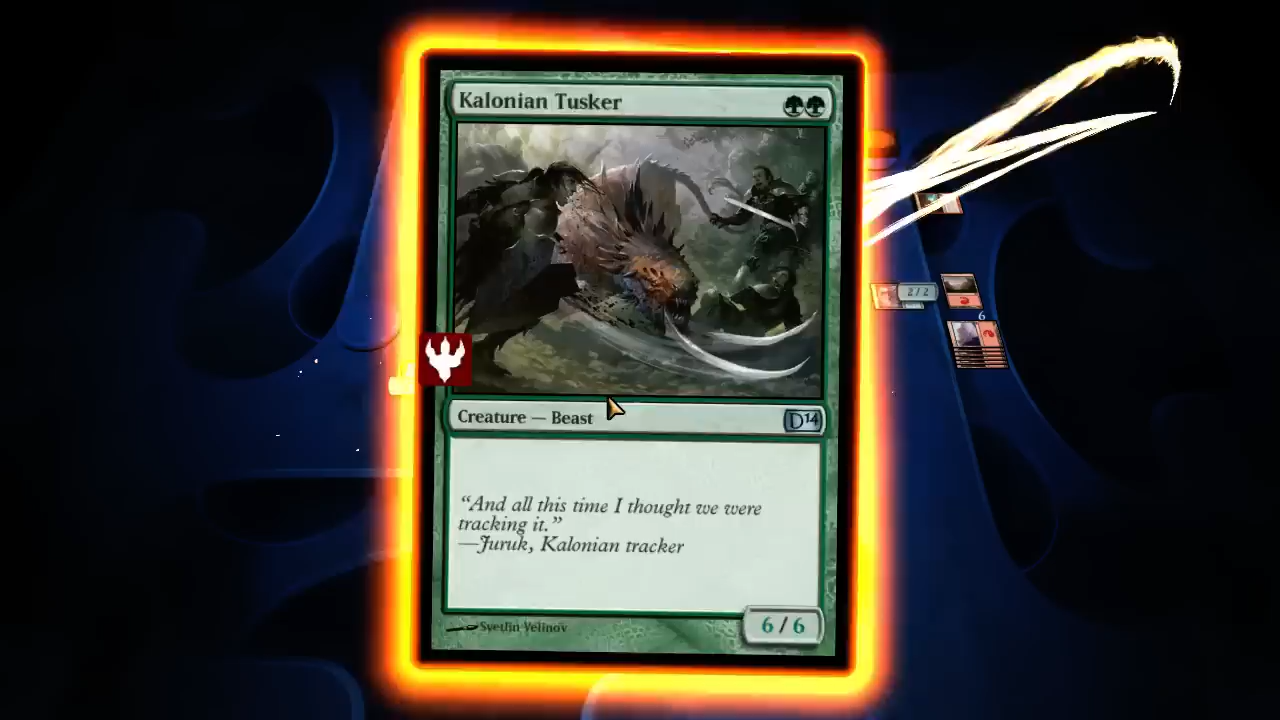 Kalonian Tusker
2/2
6
Creature — Beast
D14
“And all this time I thought we were
tracking it.”
—Juruk, Kalonian tracker
Svetlin Velinov
6/6